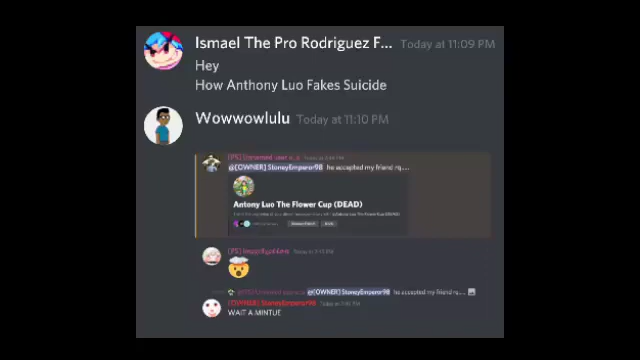 Ismael The Pro Rodriguez F... Today at 11:09 PM
Hey
How Anthony Luo Fakes Suicide
Wowwowlulu Today at 11:10 PM
@[OWNER] StoneyEmperor98 he accepted my friend rq....
Antony Luo The Flower Cup (DEAD)
@[OWNER] StoneyEmperor98 he accepted my friend rq....
[OWNER] StoneyEmperor98
WAIT A MINTUE